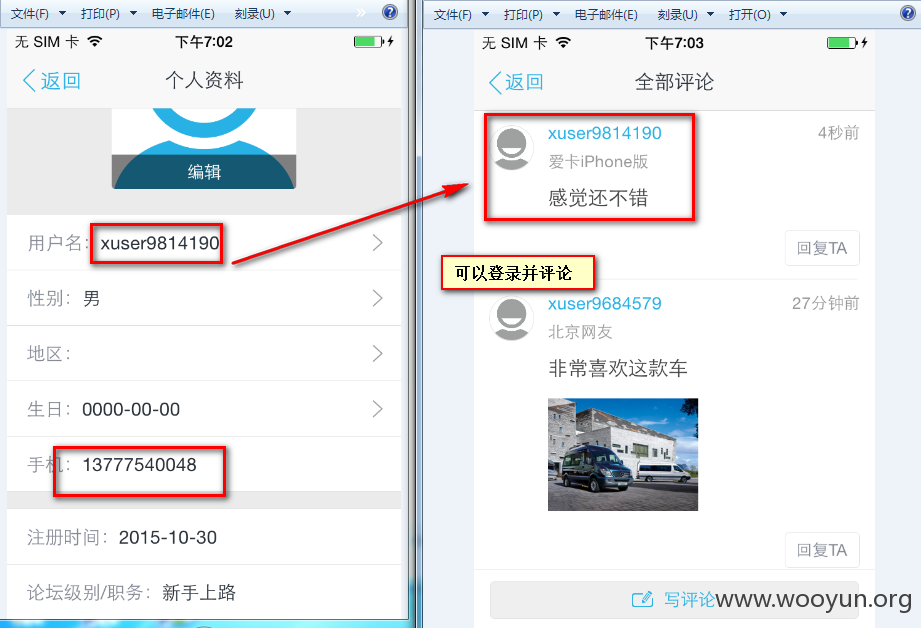 文件(F) 打印(P) 电子邮件(E) 刻录(U) »
无 SIM 卡 下午7:02
返回 个人资料
编辑
用户名: xuser9814190
性别: 男
地区:
生日: 0000-00-00
手机: 13777540048
注册时间: 2015-10-30
论坛级别/职务: 新手上路
文件(F) 打印(P) 电子邮件(E) 刻录(U) 打开(O)
无 SIM 卡 下午7:03
返回 全部评论
xuser9814190 4秒前
爱卡iPhone版
感觉还不错
回复TA
可以登录并评论
xuser9684579 27分钟前
北京网友
非常喜欢这款车
回复TA
写评论
www.wooyun.org